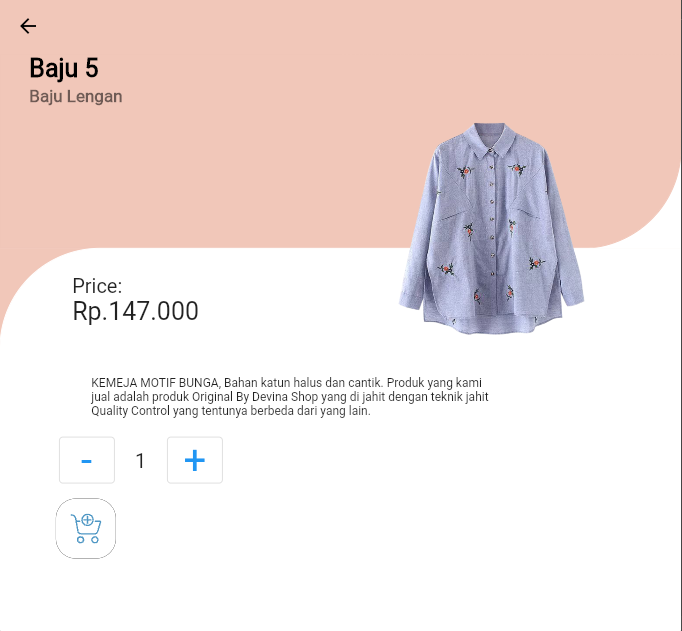 Baju 5
Baju Lengan
Price:
Rp.147.000
KEMEJA MOTIF BUNGA, Bahan katun halus dan cantik. Produk yang kami
jual adalah produk Original By Devina Shop yang di jahit dengan teknik jahit
Quality Control yang tentunya berbeda dari yang lain.
- 1 +